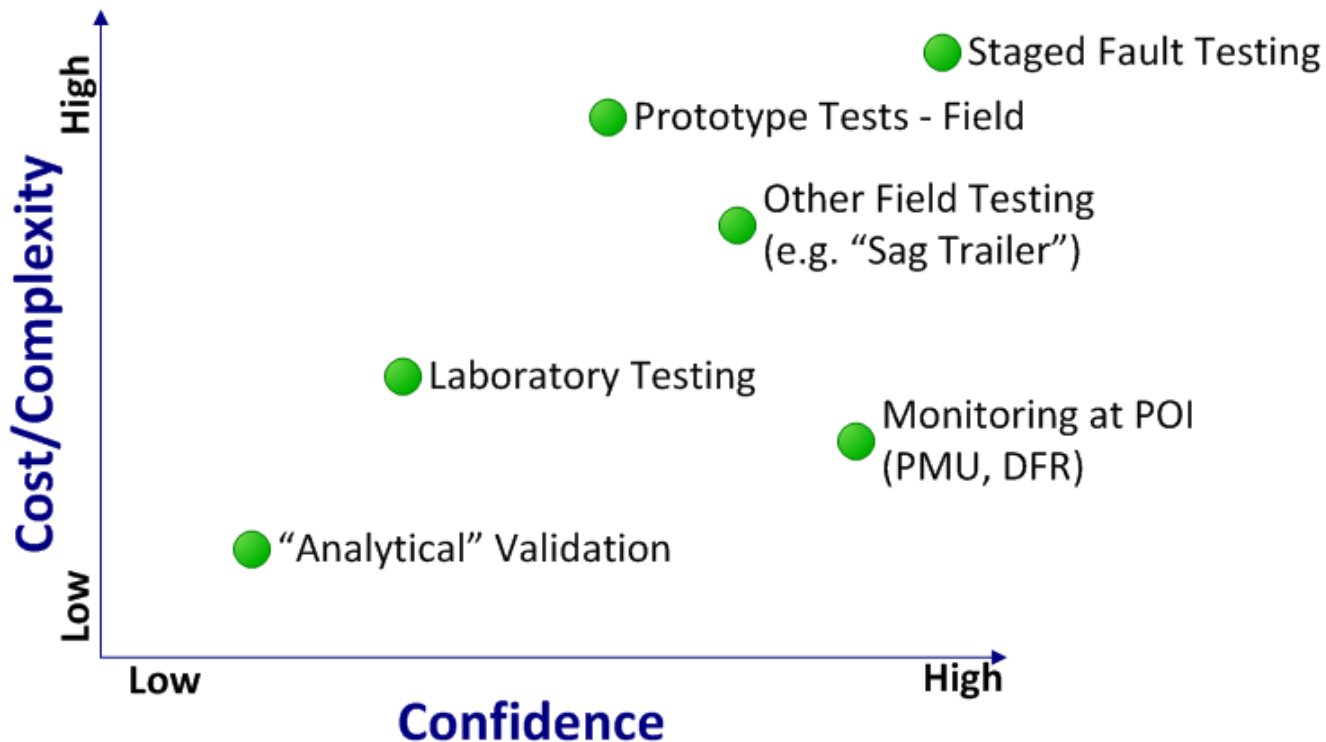 High
Staged Fault Testing
Prototype Tests - Field
Other Field Testing
(e.g. “Sag Trailer”)
Cost/Complexity
Laboratory Testing
Monitoring at POI
(PMU, DFR)
“Analytical” Validation
Low
Low
High
Confidence